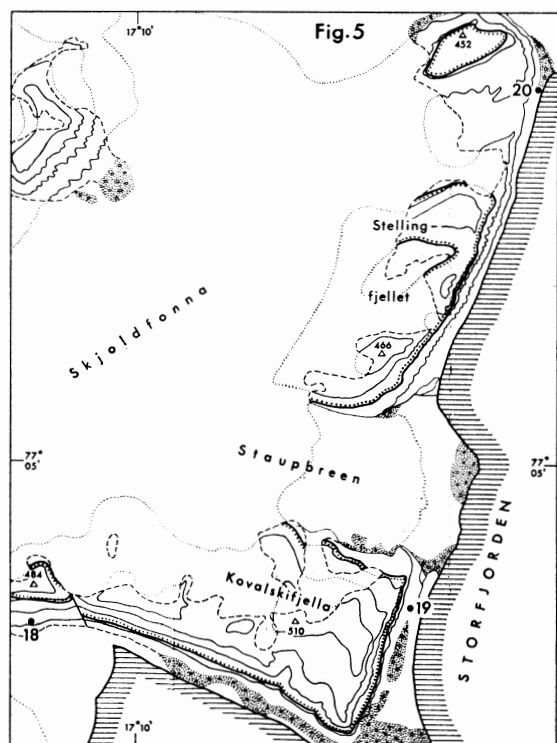 17°10'
Fig.5
452
20
Stelling-
fjellet
Skjoldfonna
466
77°
05'
Staupbreen
77°
05'
STORFJORDEN
484
Kovalskifjella
19
510
18
17°10'